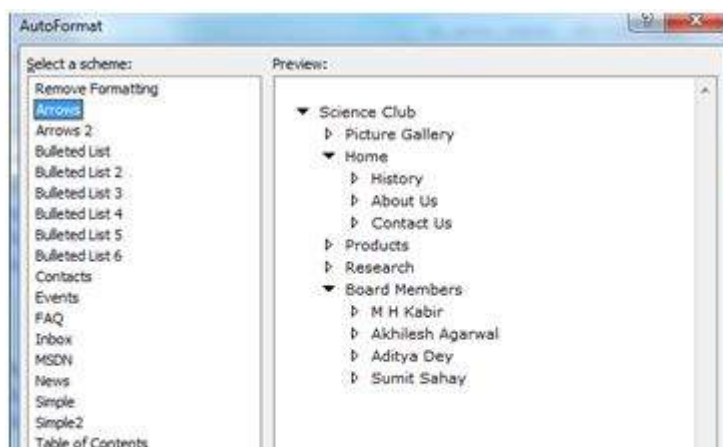 AutoFormat
Select a scheme:
Remove Formatting
Arrows
Arrows 2
Bulleted List
Bulleted List 2
Bulleted List 3
Bulleted List 4
Bulleted List 5
Bulleted List 6
Contacts
Events
FAQ
Inbox
MSDN
News
Simple
Simple2
Table of Contents
Preview:
Science Club
Picture Gallery
Home
History
About Us
Contact Us
Products
Research
Board Members
M H Kabir
Akhilesh Agarwal
Aditya Dey
Sumit Sahay